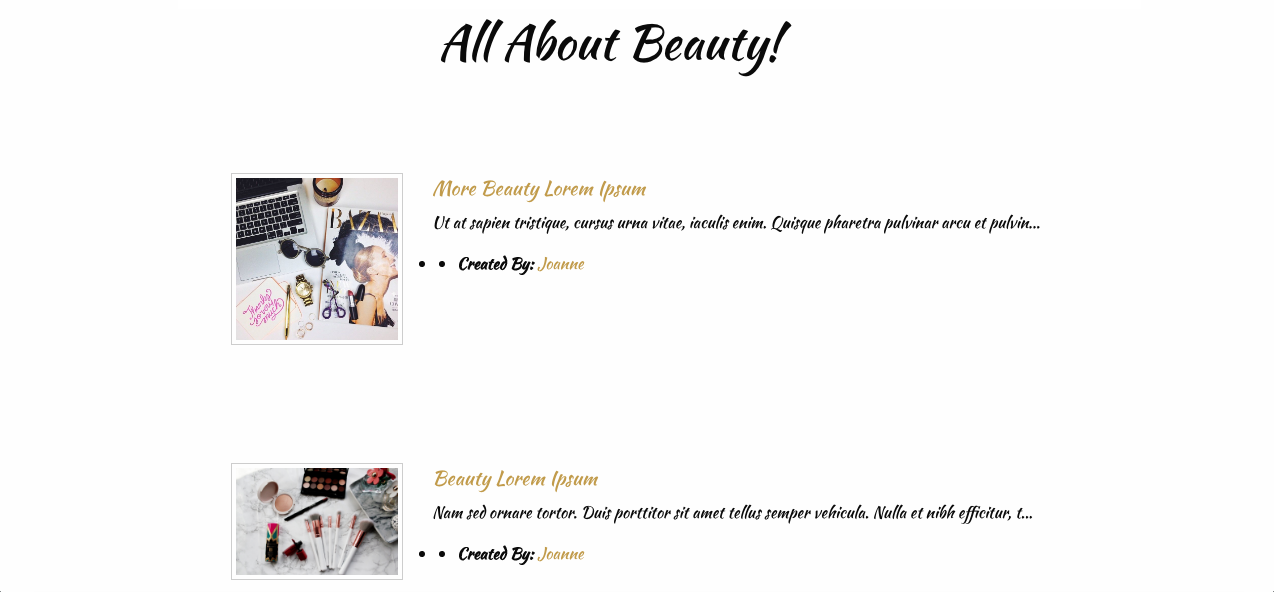 All About Beauty!
BAZAA
More Beauty Lorem Ipsum
Ut at sapien tristique, cursus urna vitae, iaculis enim. Quisque pharetra pulvinar arcu et pulvin...
• • Created By: Joanne
Beauty Lorem Ipsum
Nam sed ornare tortor. Duis porttitor sit amet tellus semper vehicula. Nulla et nibh efficitur, t...
• • Created By: Joanne